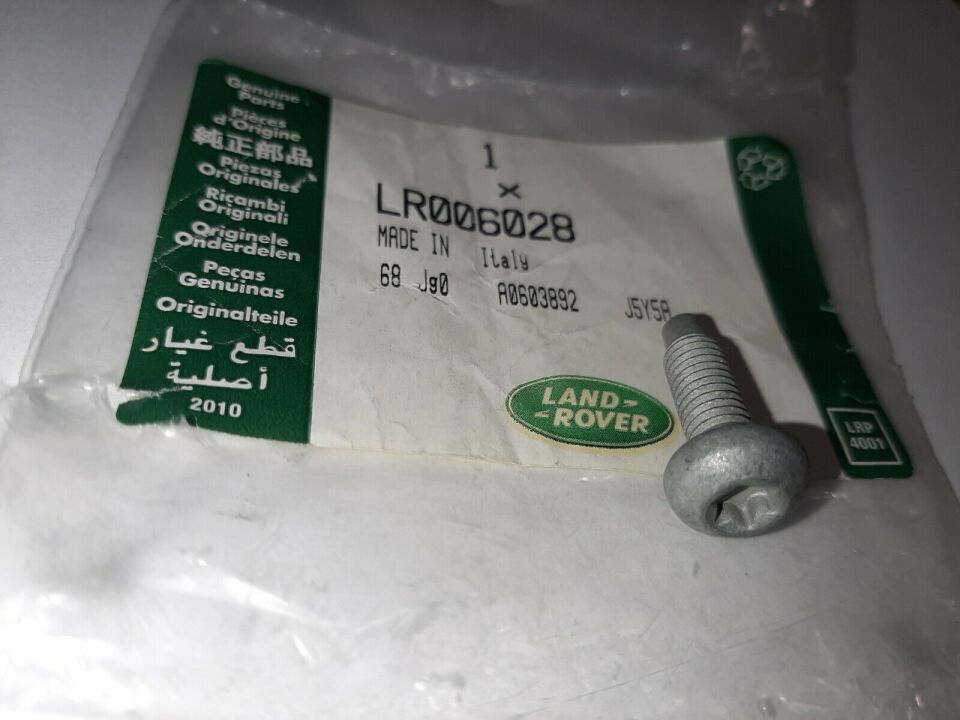 Genuine
Parts
Pièces
d'Origine
純正部品
Piezas
Originales
Ricambi
Originali
Originele
Onderdelen
Peças
Genuinas
Originalteile
قطع غيار
أصلية
2010
1
x
LR006028
MADE IN Italy
68 Jg0 A0603892 J5Y5A
LAND-
-ROVER
LRP
4001